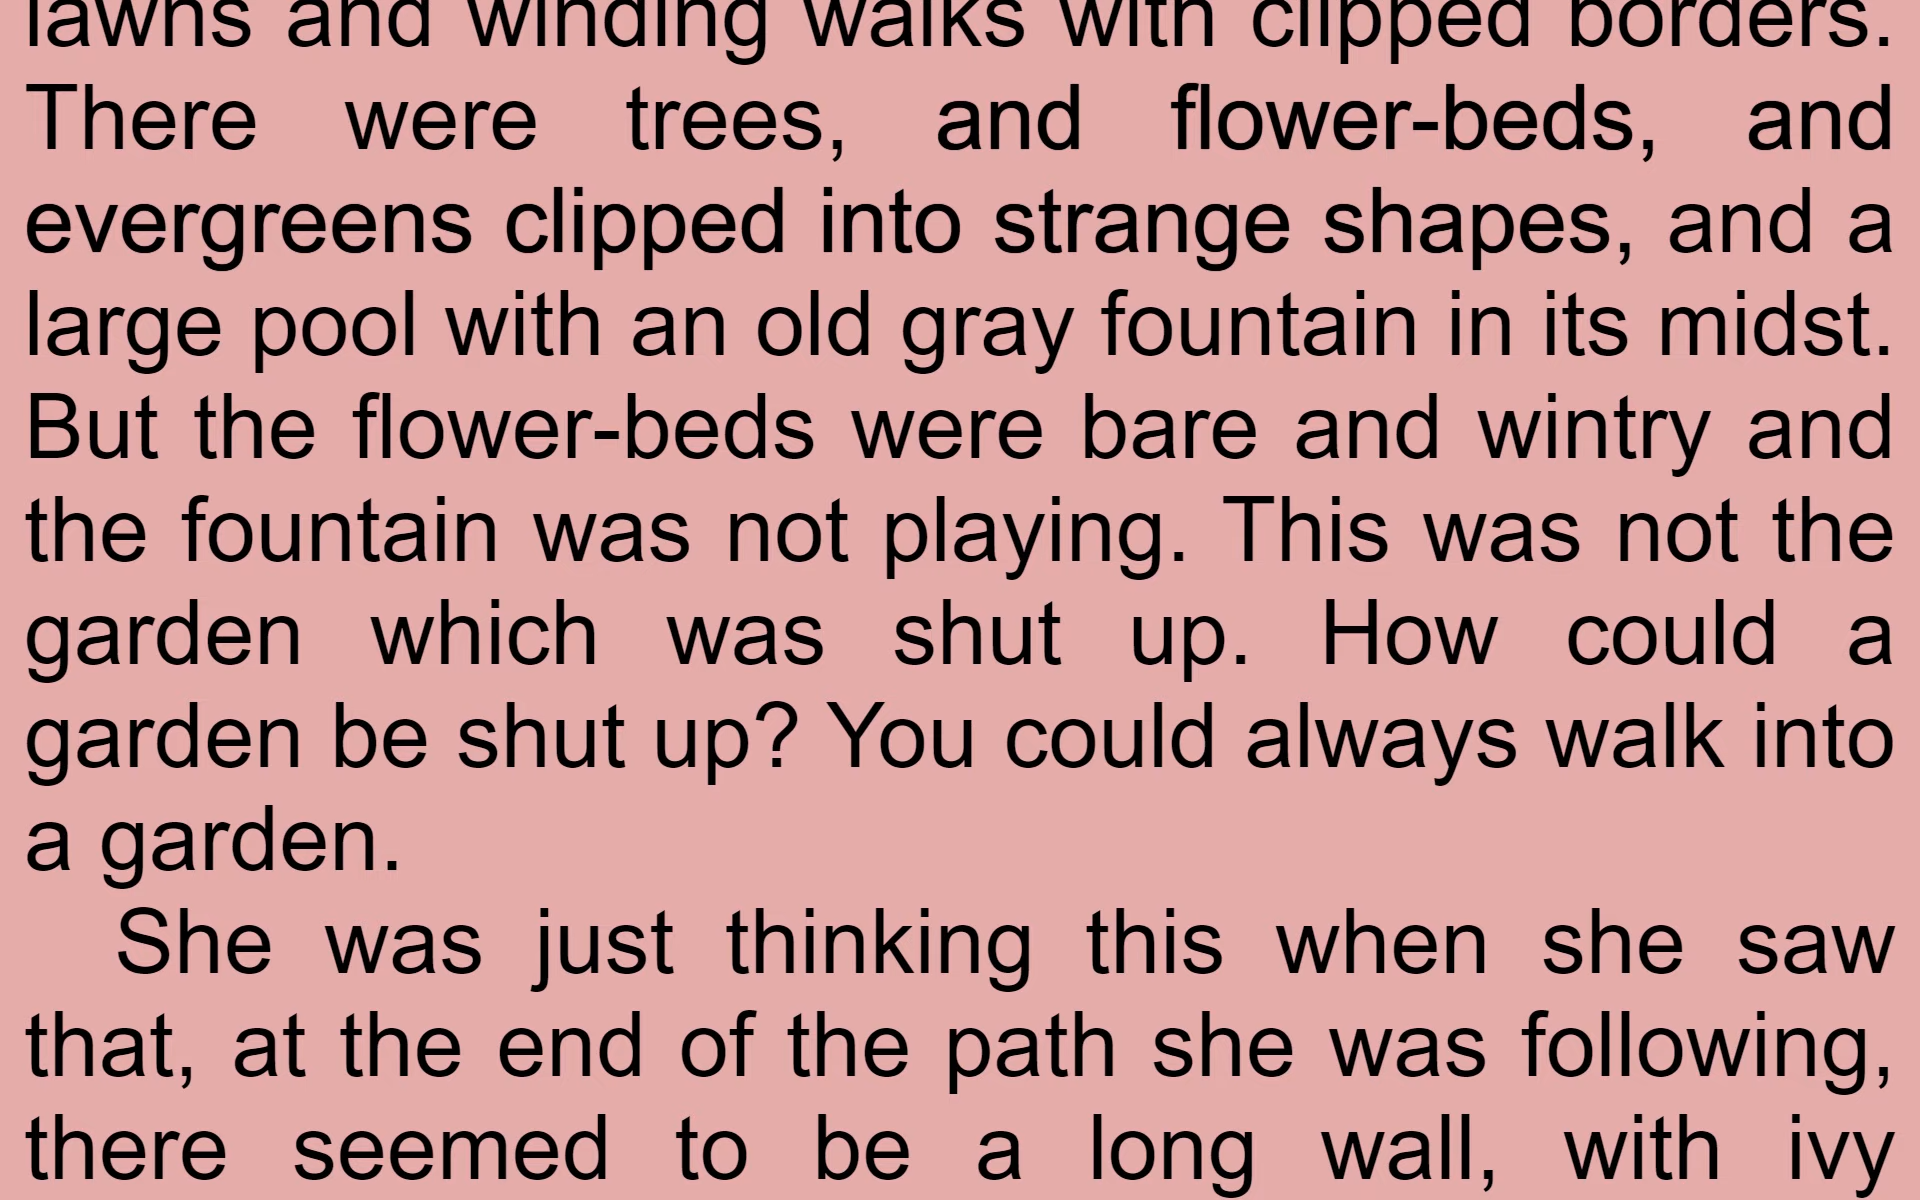 lawns and winding walks with clipped borders.
There were trees, and flower-beds, and
evergreens clipped into strange shapes, and a
large pool with an old gray fountain in its midst.
But the flower-beds were bare and wintry and
the fountain was not playing. This was not the
garden which was shut up. How could a
garden be shut up? You could always walk into
a garden.
She was just thinking this when she saw
that, at the end of the path she was following,
there seemed to be a long wall, with ivy